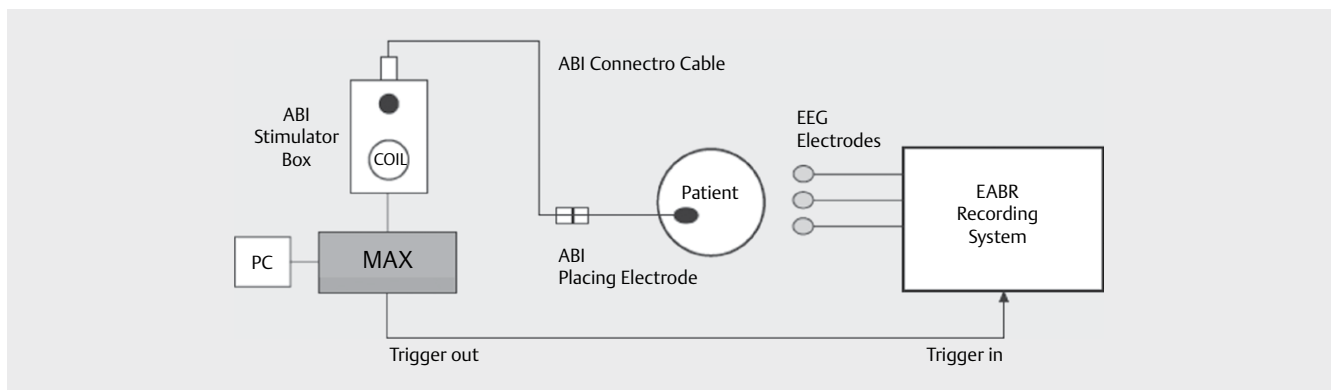 ABI Connectro Cable
ABI
Stimulator
Box
COIL
EEG
Electrodes
Patient
EABR
Recording
System
PC
MAX
ABI
Placing Electrode
Trigger out
Trigger in